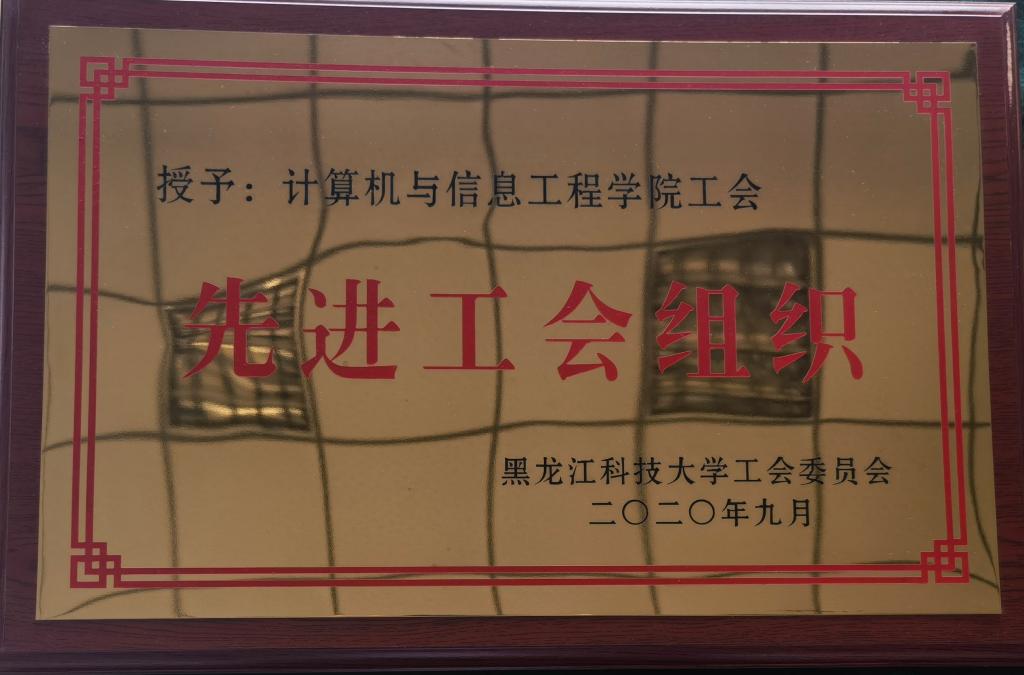 授予：计算机与信息工程学院工会
先进工会组织
黑龙江科技大学工会委员会
二〇二〇年九月